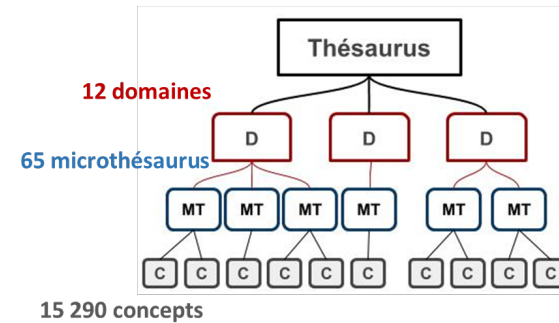 Thésaurus
12 domaines
D D D
65 microthésaurus
MT MT MT MT MT MT
C C C C C C C C C C
15 290 concepts